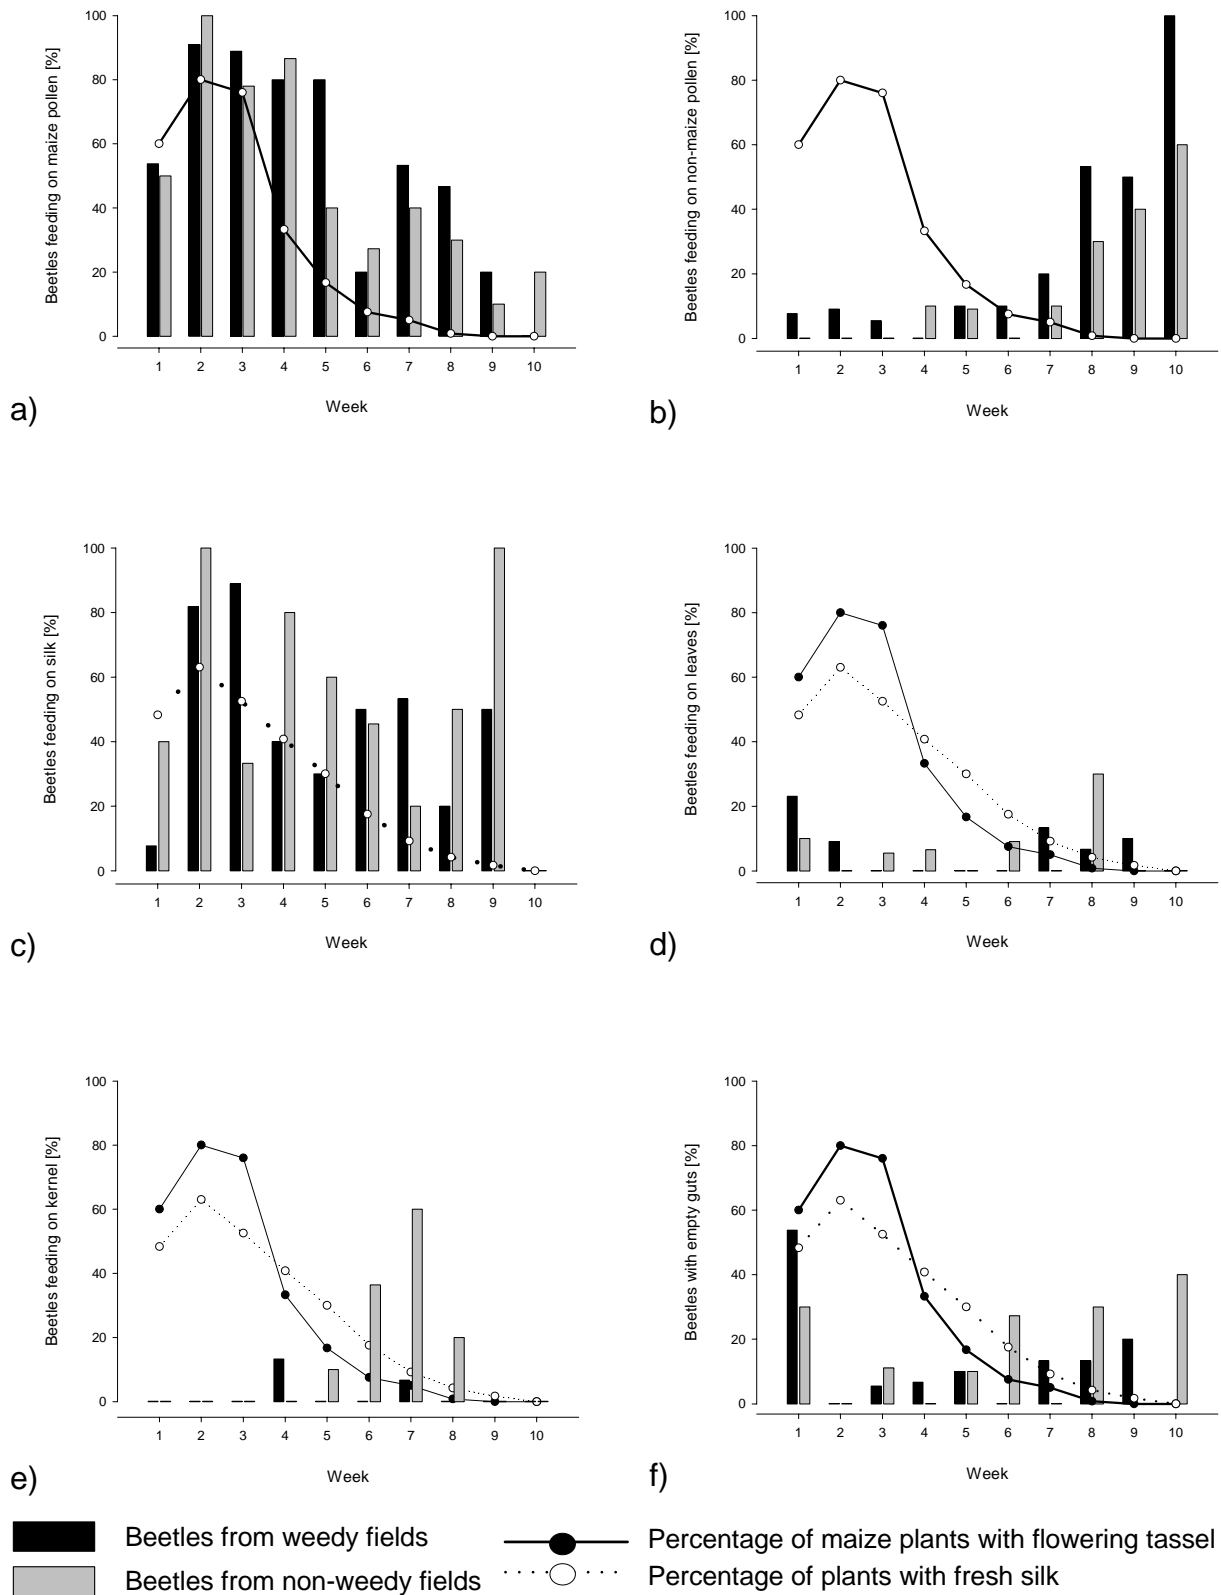 Beetles feeding on maize pollen [%]
100
80
60
40
20
0
1 2 3 4 5 6 7 8 9 10
Week
a)
Beetles feeding on non-maize pollen [%]
100
80
60
40
20
0
1 2 3 4 5 6 7 8 9 10
Week
b)
Beetles feeding on silk [%]
100
80
60
40
20
0
1 2 3 4 5 6 7 8 9 10
Week
c)
Beetles feeding on leaves [%]
100
80
60
40
20
0
1 2 3 4 5 6 7 8 9 10
Week
d)
Beetles feeding on kernel [%]
100
80
60
40
20
0
1 2 3 4 5 6 7 8 9 10
Week
e)
Beetles with empty guts [%]
100
80
60
40
20
0
1 2 3 4 5 6 7 8 9 10
Week
f)
Beetles from weedy fields
Beetles from non-weedy fields
Percentage of maize plants with flowering tassel
Percentage of plants with fresh silk